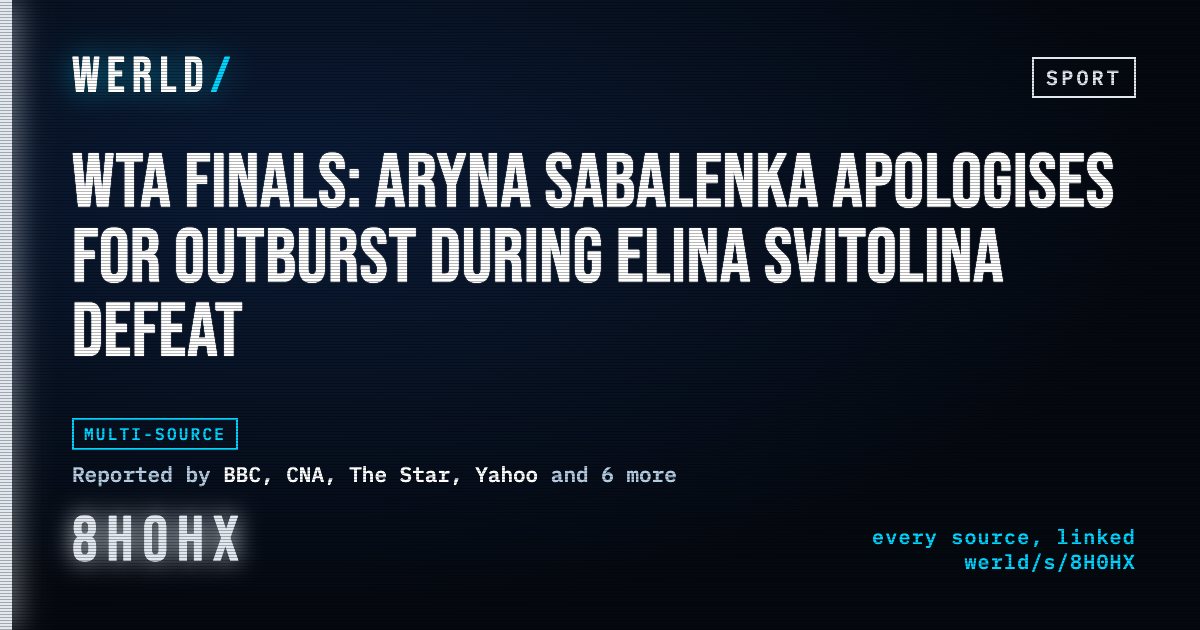 WERLD/
SPORT
WTA FINALS: ARYNA SABALENKA APOLOGISES
FOR OUTBURST DURING ELINA SVITOLINA
DEFEAT
MULTI-SOURCE
Reported by BBC, CNA, The Star, Yahoo and 6 more
8H0HX
every source, linked
werld/s/8H0HX